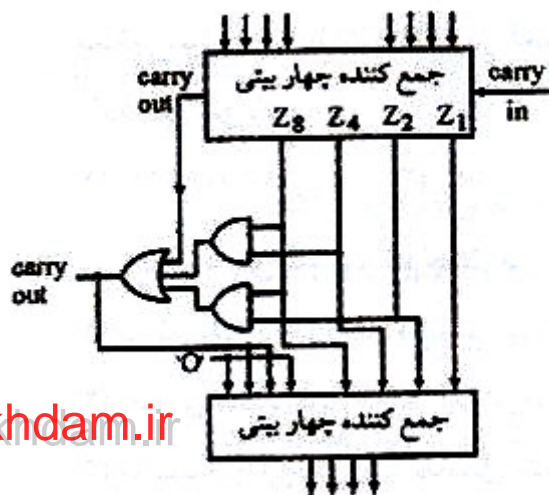 carry out
جمع کننده چهار بیتی
carry in
Z8 Z4 Z2 Z1
carry out
'O'
جمع کننده چهار بیتی
khdam.ir